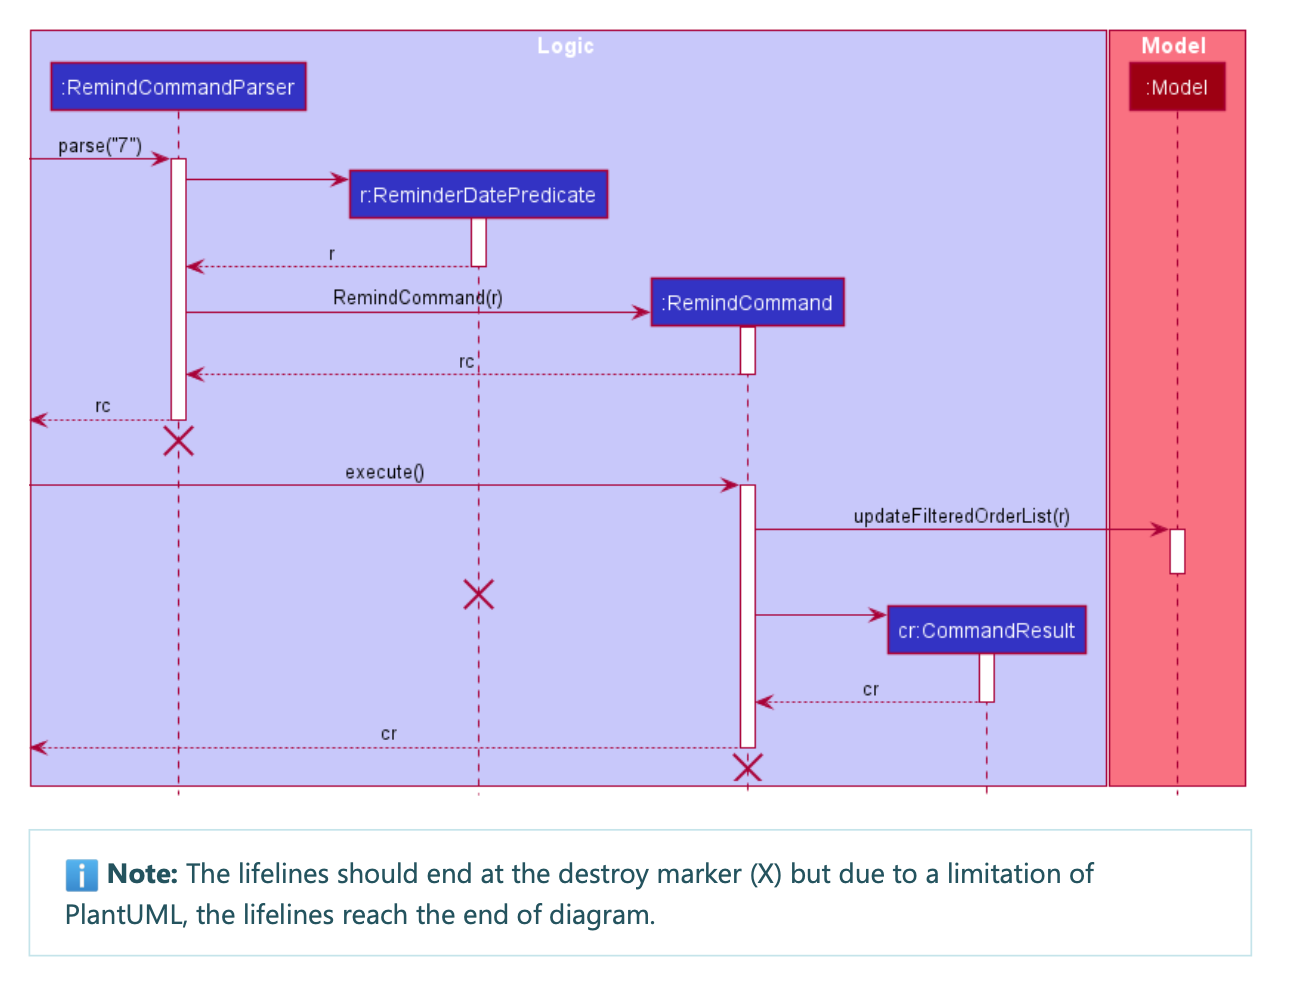 Logic
Model
:RemindCommandParser
:Model
parse("7")
r:ReminderDatePredicate
r
RemindCommand(r)
:RemindCommand
rc
rc
execute()
updateFilteredOrderList(r)
cr:CommandResult
cr
cr
Note: The lifelines should end at the destroy marker (X) but due to a limitation of
PlantUML, the lifelines reach the end of diagram.